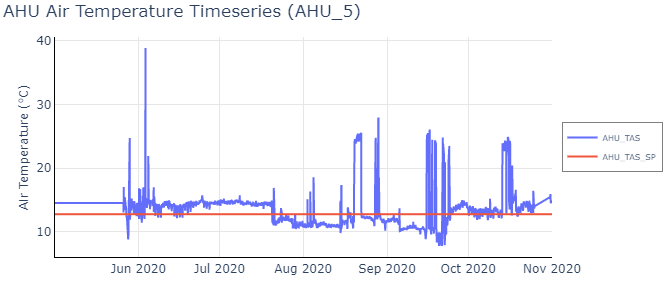 AHU Air Temperature Timeseries (AHU_5)
40
30
20
10
Air Temperature (°C)
Jun 2020 Jul 2020 Aug 2020 Sep 2020 Oct 2020 Nov 2020
AHU_TAS
AHU_TAS_SP